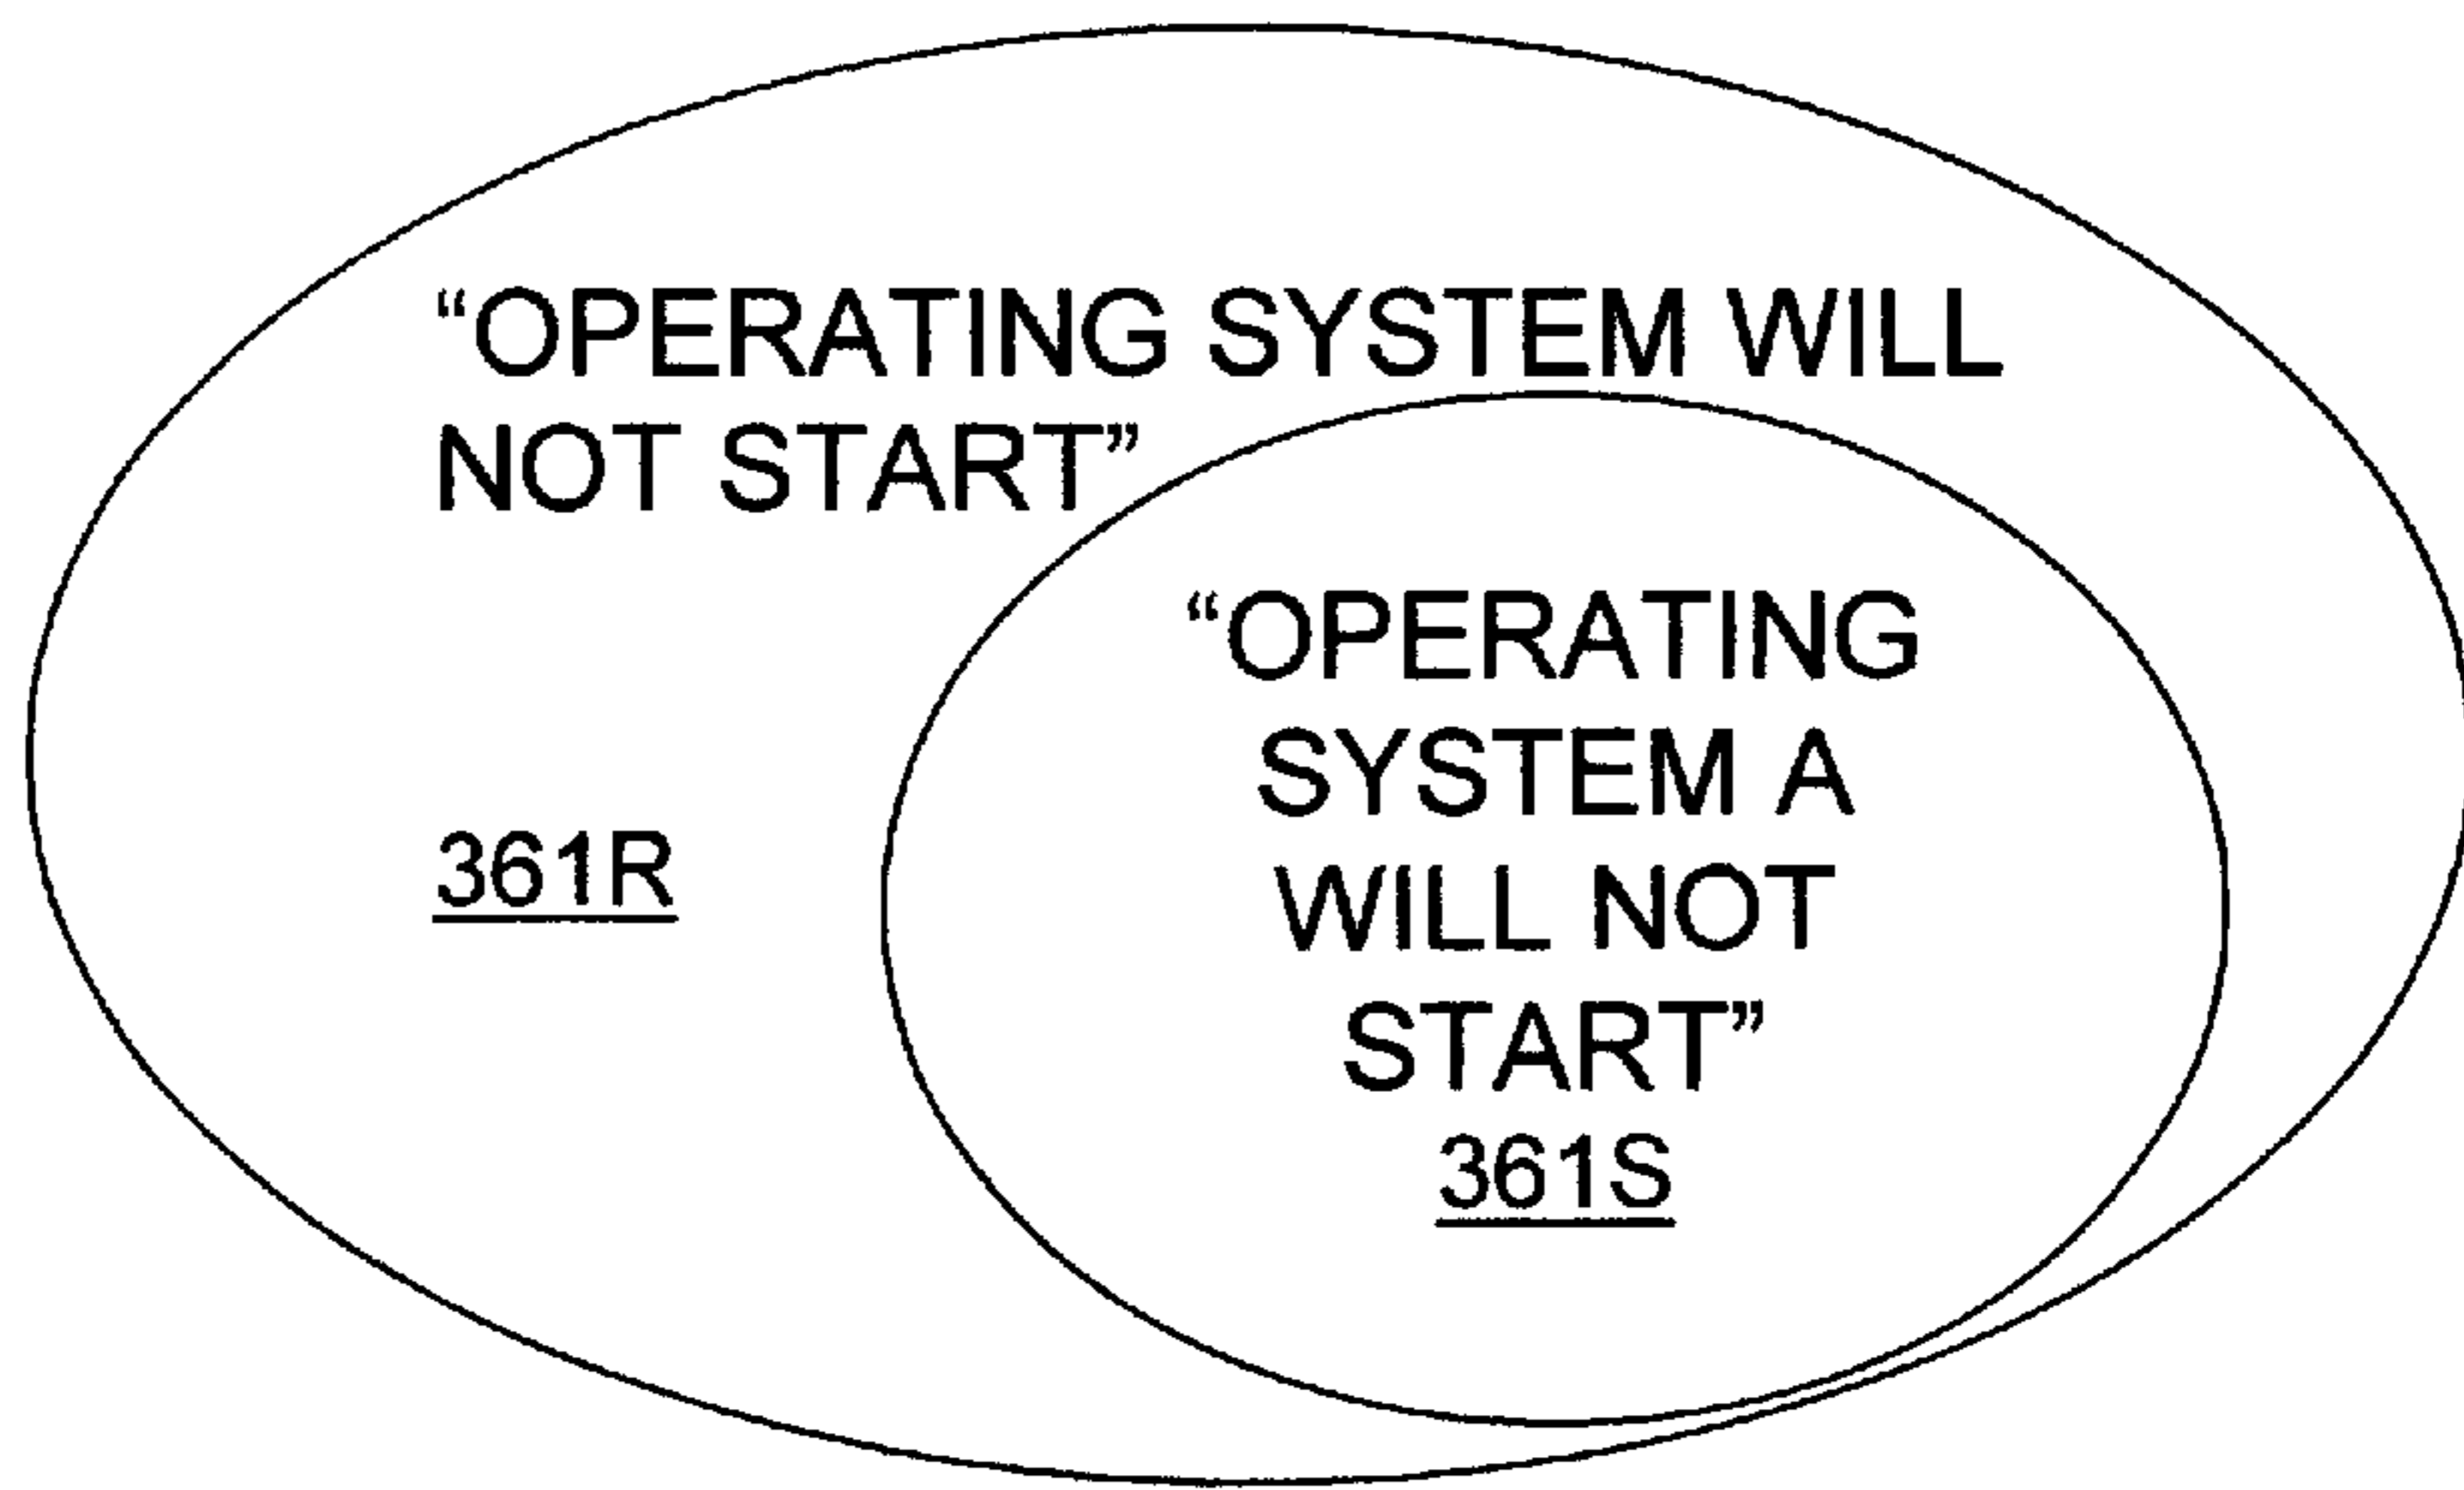 “OPERATING SYSTEM WILL
NOT START”
361R
“OPERATING
SYSTEM A
WILL NOT
START”
361S